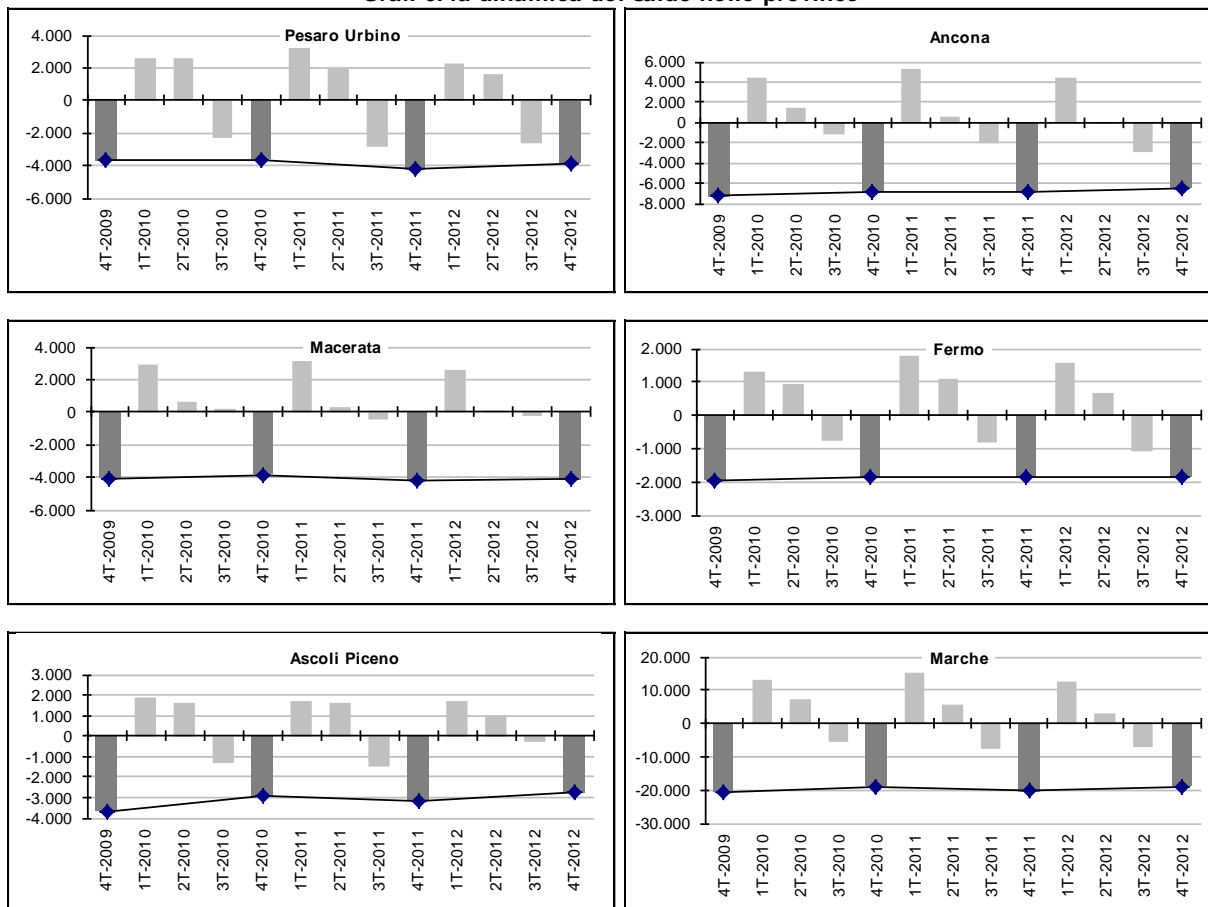 la dinamica del saldo nelle province
Pesaro Urbino
4.000
2.000
0
-2.000
-4.000
-6.000
4T-2009
1T-2010
2T-2010
3T-2010
4T-2010
1T-2011
2T-2011
3T-2011
4T-2011
1T-2012
2T-2012
3T-2012
4T-2012
Ancona
6.000
4.000
2.000
0
-2.000
-4.000
-6.000
-8.000
4T-2009
1T-2010
2T-2010
3T-2010
4T-2010
1T-2011
2T-2011
3T-2011
4T-2011
1T-2012
2T-2012
3T-2012
4T-2012
Macerata
4.000
2.000
0
-2.000
-4.000
-6.000
4T-2009
1T-2010
2T-2010
3T-2010
4T-2010
1T-2011
2T-2011
3T-2011
4T-2011
1T-2012
2T-2012
3T-2012
4T-2012
Fermo
2.000
1.000
0
-1.000
-2.000
-3.000
4T-2009
1T-2010
2T-2010
3T-2010
4T-2010
1T-2011
2T-2011
3T-2011
4T-2011
1T-2012
2T-2012
3T-2012
4T-2012
Ascoli Piceno
3.000
2.000
1.000
0
-1.000
-2.000
-3.000
-4.000
4T-2009
1T-2010
2T-2010
3T-2010
4T-2010
1T-2011
2T-2011
3T-2011
4T-2011
1T-2012
2T-2012
3T-2012
4T-2012
Marche
20.000
10.000
0
-10.000
-20.000
-30.000
4T-2009
1T-2010
2T-2010
3T-2010
4T-2010
1T-2011
2T-2011
3T-2011
4T-2011
1T-2012
2T-2012
3T-2012
4T-2012